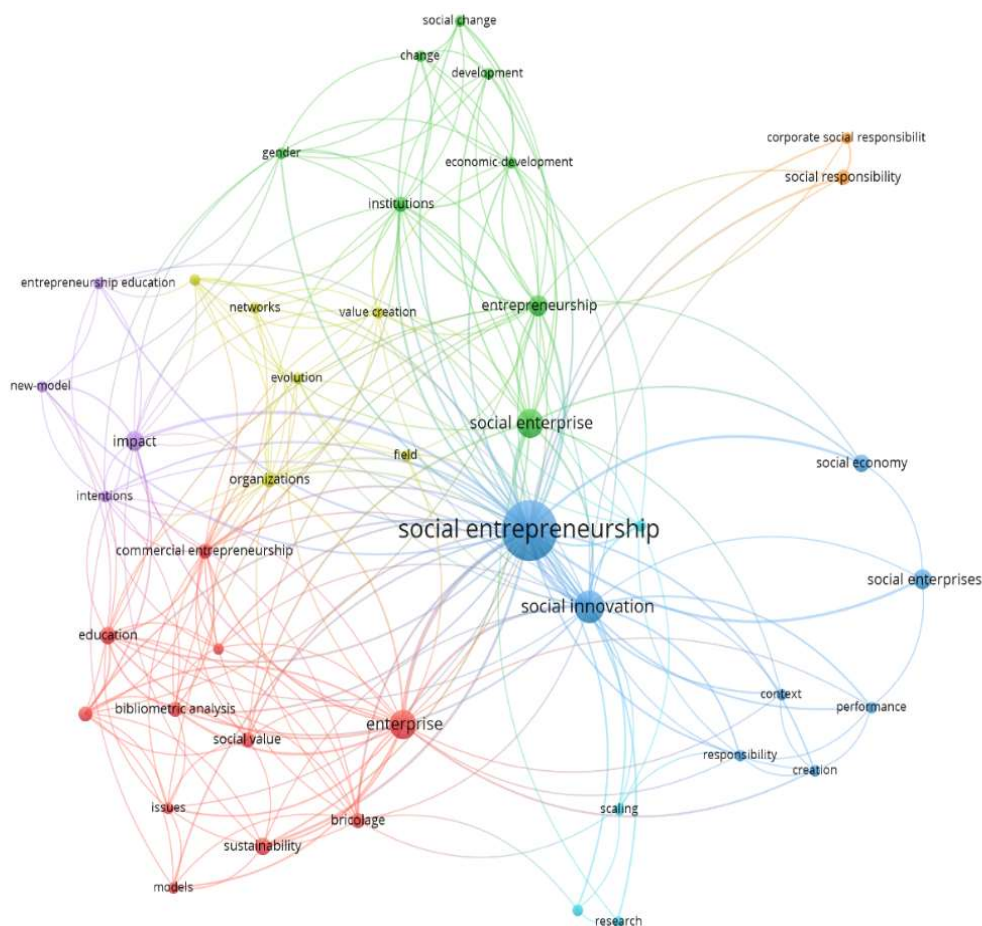 social change
change
development
corporate social responsibilit
gender
economic-development
social responsibility
institutions
entrepreneurship education
entrepreneurship
networks
value creation
evolution
new-model
social enterprise
impact
field
social economy
organizations
intentions
social entrepreneurship
commercial entrepreneurship
social enterprises
social innovation
education
context
bibliometric analysis
performance
enterprise
social value
responsibility
creation
issues
scaling
bricolage
sustainability
models
research